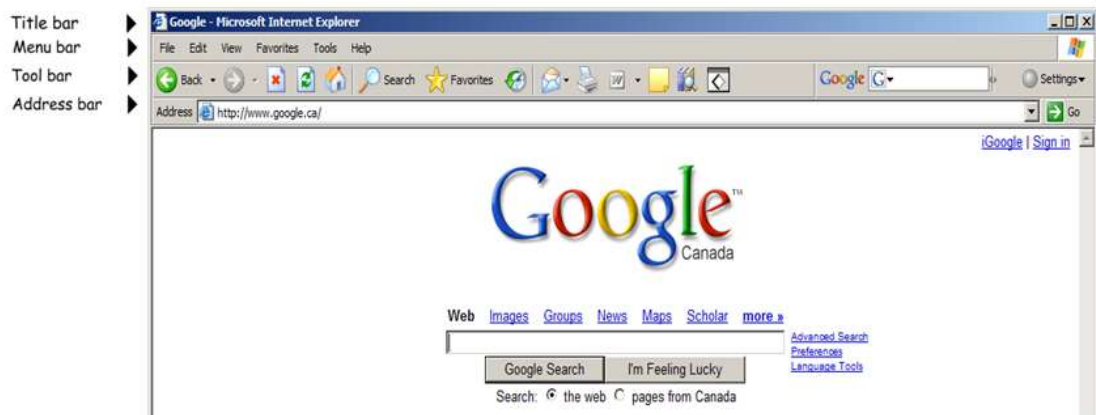 Title bar
Google - Microsoft Internet Explorer
Menu bar
File Edit View Favorites Tools Help
Tool bar
Back Search Favorites W Google G Settings
Address bar
Address http://www.google.ca/ Go
iGoogle | Sign in
Google™
Canada
Web Images Groups News Maps Scholar more »
Advanced Search
Preferences
Language Tools
Google Search I'm Feeling Lucky
Search: the web pages from Canada